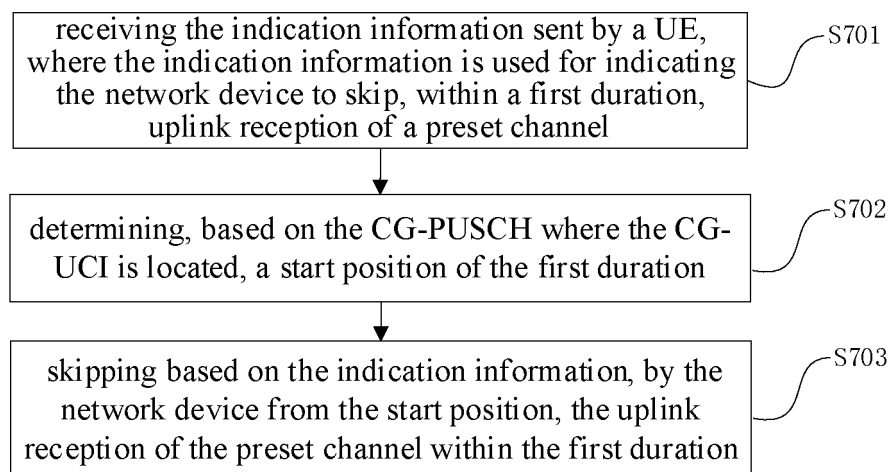 receiving the indication information sent by a UE,
where the indication information is used for indicating
the network device to skip, within a first duration,
uplink reception of a preset channel
S701
determining, based on the CG-PUSCH where the CG-
UCI is located, a start position of the first duration
S702
skipping based on the indication information, by the
network device from the start position, the uplink
reception of the preset channel within the first duration
S703